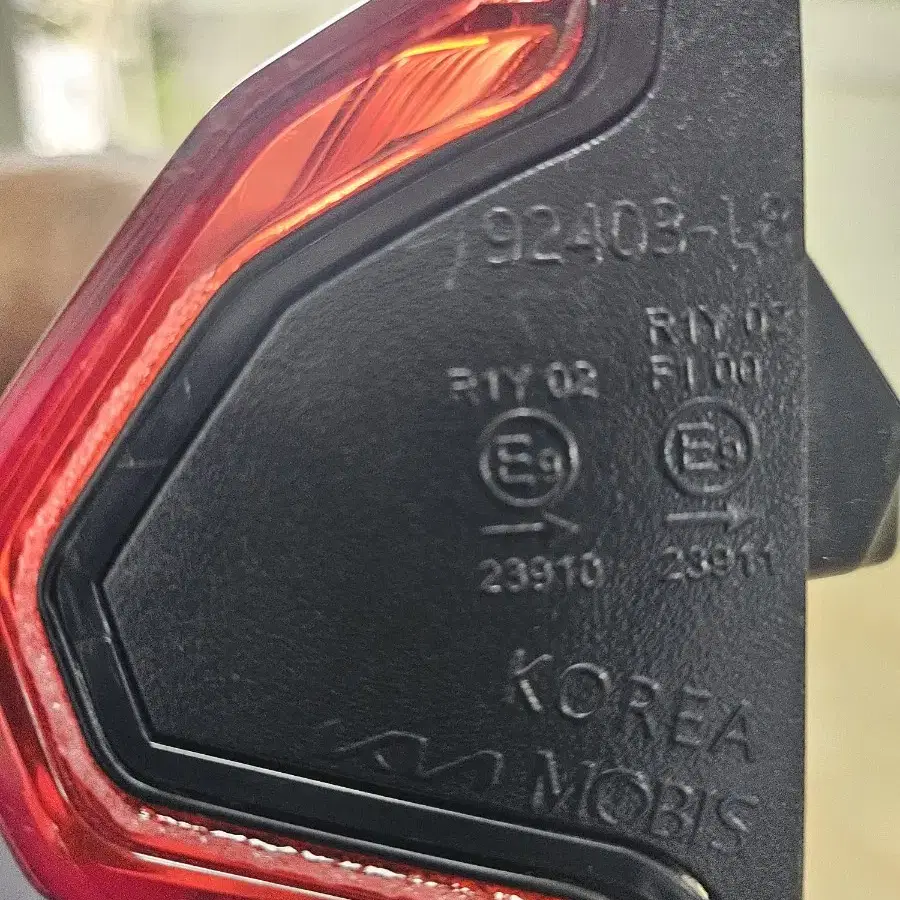 92403-L8
R1Y 02
E9
23910
R1Y 02
F1 00
E9
23911
KOREA
MOBIS